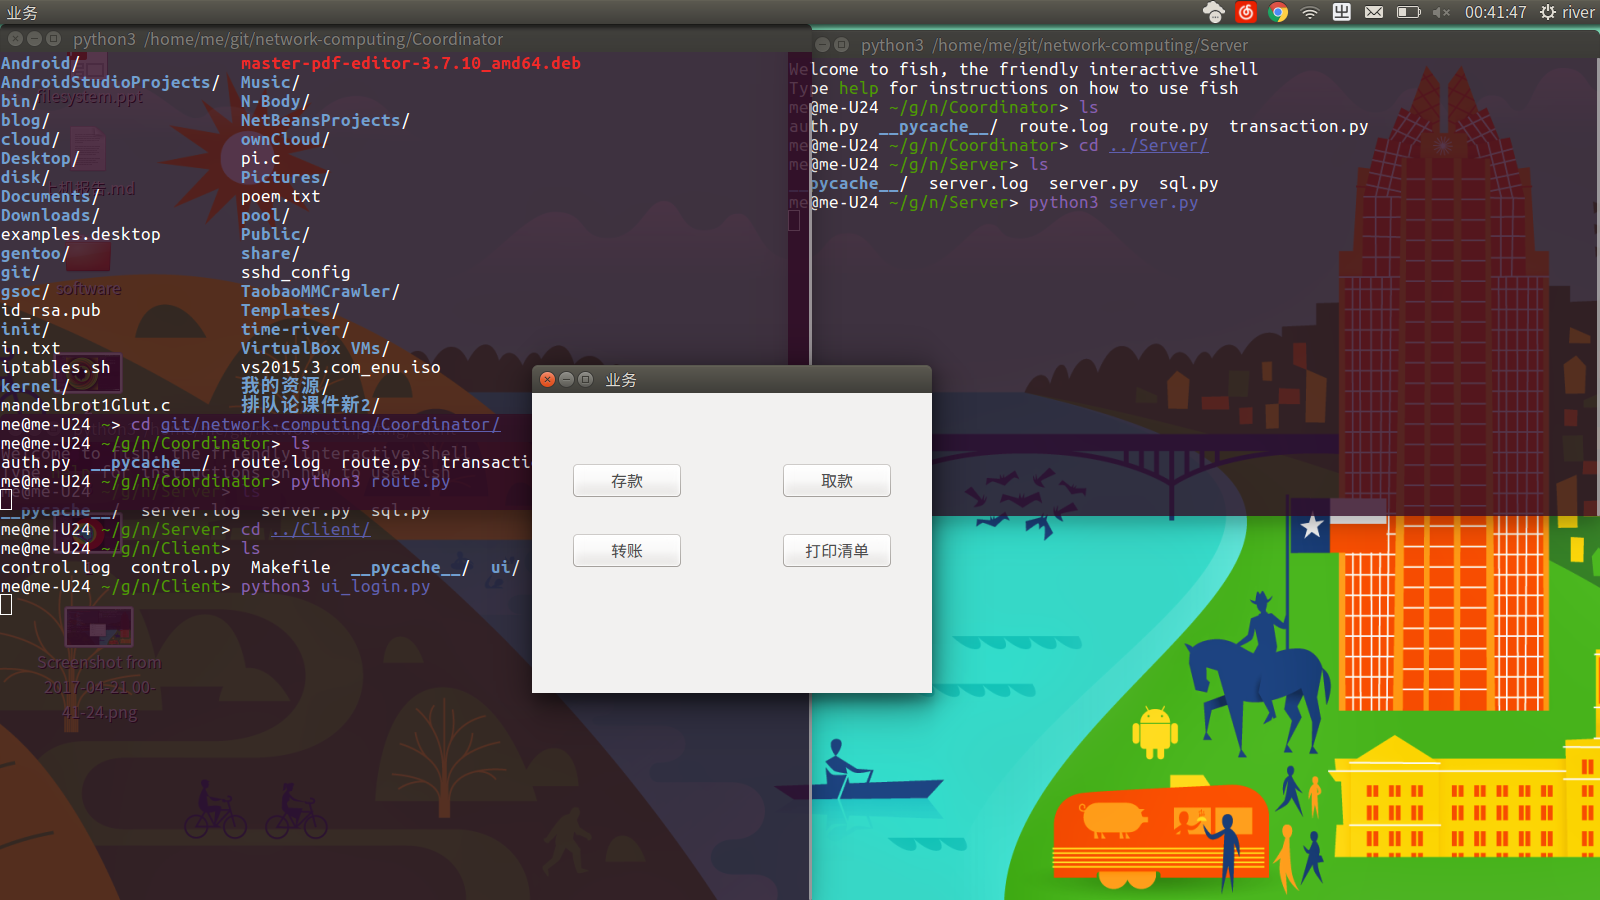 业务
00:41:47
river
python3 /home/me/git/network-computing/Coordinator
Android/ master-pdf-editor-3.7.10_amd64.deb
AndroidStudioProjects/ Music/
bin/ N-Body/
blog/ NetBeansProjects/
cloud/ ownCloud/
Desktop/ pi.c
disk/ Pictures/
Documents/ poem.txt
Downloads/ pool/
examples.desktop Public/
gentoo/ share/
git/ sshd_config
gsoc/ TaobaoMMCrawler/
id_rsa.pub Templates/
init/ time-river/
in.txt VirtualBox VMs/
iptables.sh vs2015.3.com_enu.iso
kernel/ 我的资源/
mandelbrot1Glut.c 排队论课件新2/
me@me-U24 ~> cd git/network-computing/Coordinator/
me@me-U24 ~/g/n/Coordinator> ls
auth.py __pycache__/ route.log route.py transacti
me@me-U24 ~/g/n/Coordinator> python3 route.py
__pycache__/ server.log server.py sql.py
me@me-U24 ~/g/n/Server> cd ../Client/
me@me-U24 ~/g/n/Client> ls
control.log control.py Makefile __pycache__/ ui/
me@me-U24 ~/g/n/Client> python3 ui_login.py
software
Screenshot from
2017-04-21 00-
41-24.png
python3 /home/me/git/network-computing/Server
Welcome to fish, the friendly interactive shell
Type help for instructions on how to use fish
me@me-U24 ~/g/n/Coordinator> ls
auth.py __pycache__/ route.log route.py transaction.py
me@me-U24 ~/g/n/Coordinator> cd ../Server/
me@me-U24 ~/g/n/Server> ls
__pycache__/ server.log server.py sql.py
me@me-U24 ~/g/n/Server> python3 server.py
业务
存款
取款
转账
打印清单